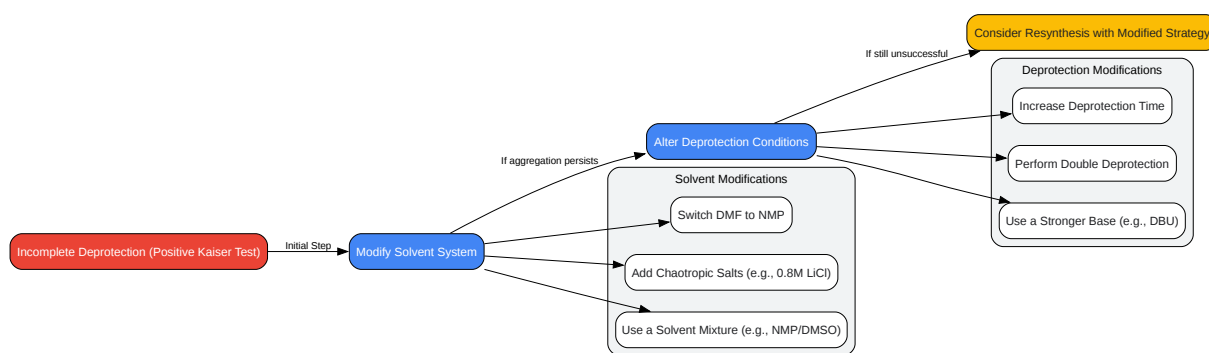 Consider Resynthesis with Modified Strategy
If still unsuccessful
Deprotection Modifications
Increase Deprotection Time
Alter Deprotection Conditions
If aggregation persists
Perform Double Deprotection
Solvent Modifications
Switch DMF to NMP
Use a Stronger Base (e.g., DBU)
Incomplete Deprotection (Positive Kaiser Test)
Initial Step
Modify Solvent System
Add Chaotropic Salts (e.g., 0.8M LiCl)
Use a Solvent Mixture (e.g., NMP/DMSO)